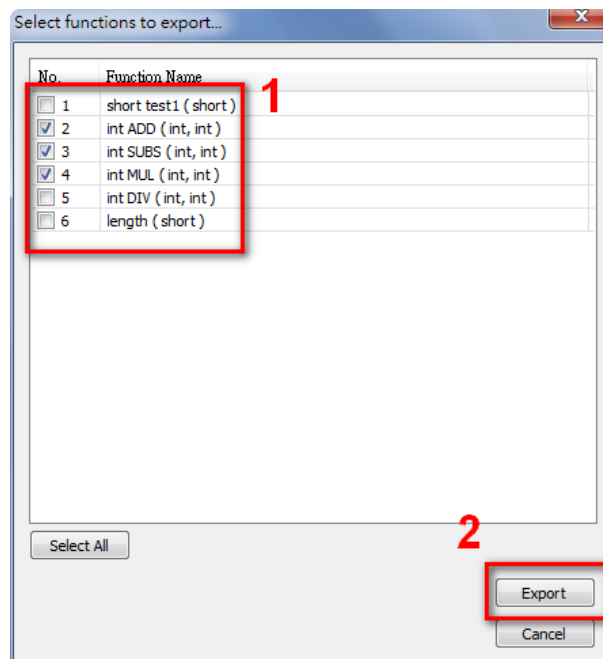 Select functions to export...
No. Function Name
1
1 short test1 ( short )
2 int ADD ( int, int )
3 int SUBS ( int, int )
4 int MUL ( int, int )
5 int DIV ( int, int )
6 length ( short )
Select All
2
Export
Cancel